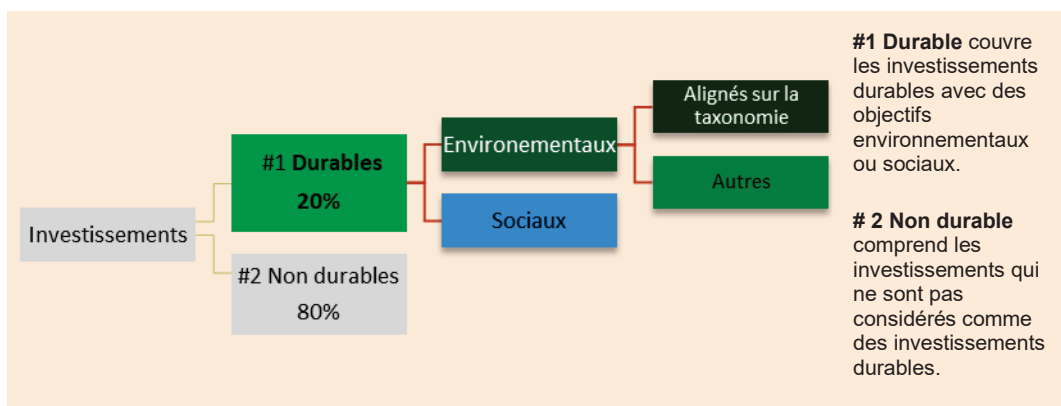 Investissements
#1 Durables
20%
#2 Non durables
80%
Environementaux
Sociaux
Alignés sur la
taxonomie
Autres
#1 Durable couvre
les investissements
durables avec des
objectifs
environnementaux
ou sociaux.
# 2 Non durable
comprend les
investissements qui
ne sont pas
considérés comme
des investissements
durables.